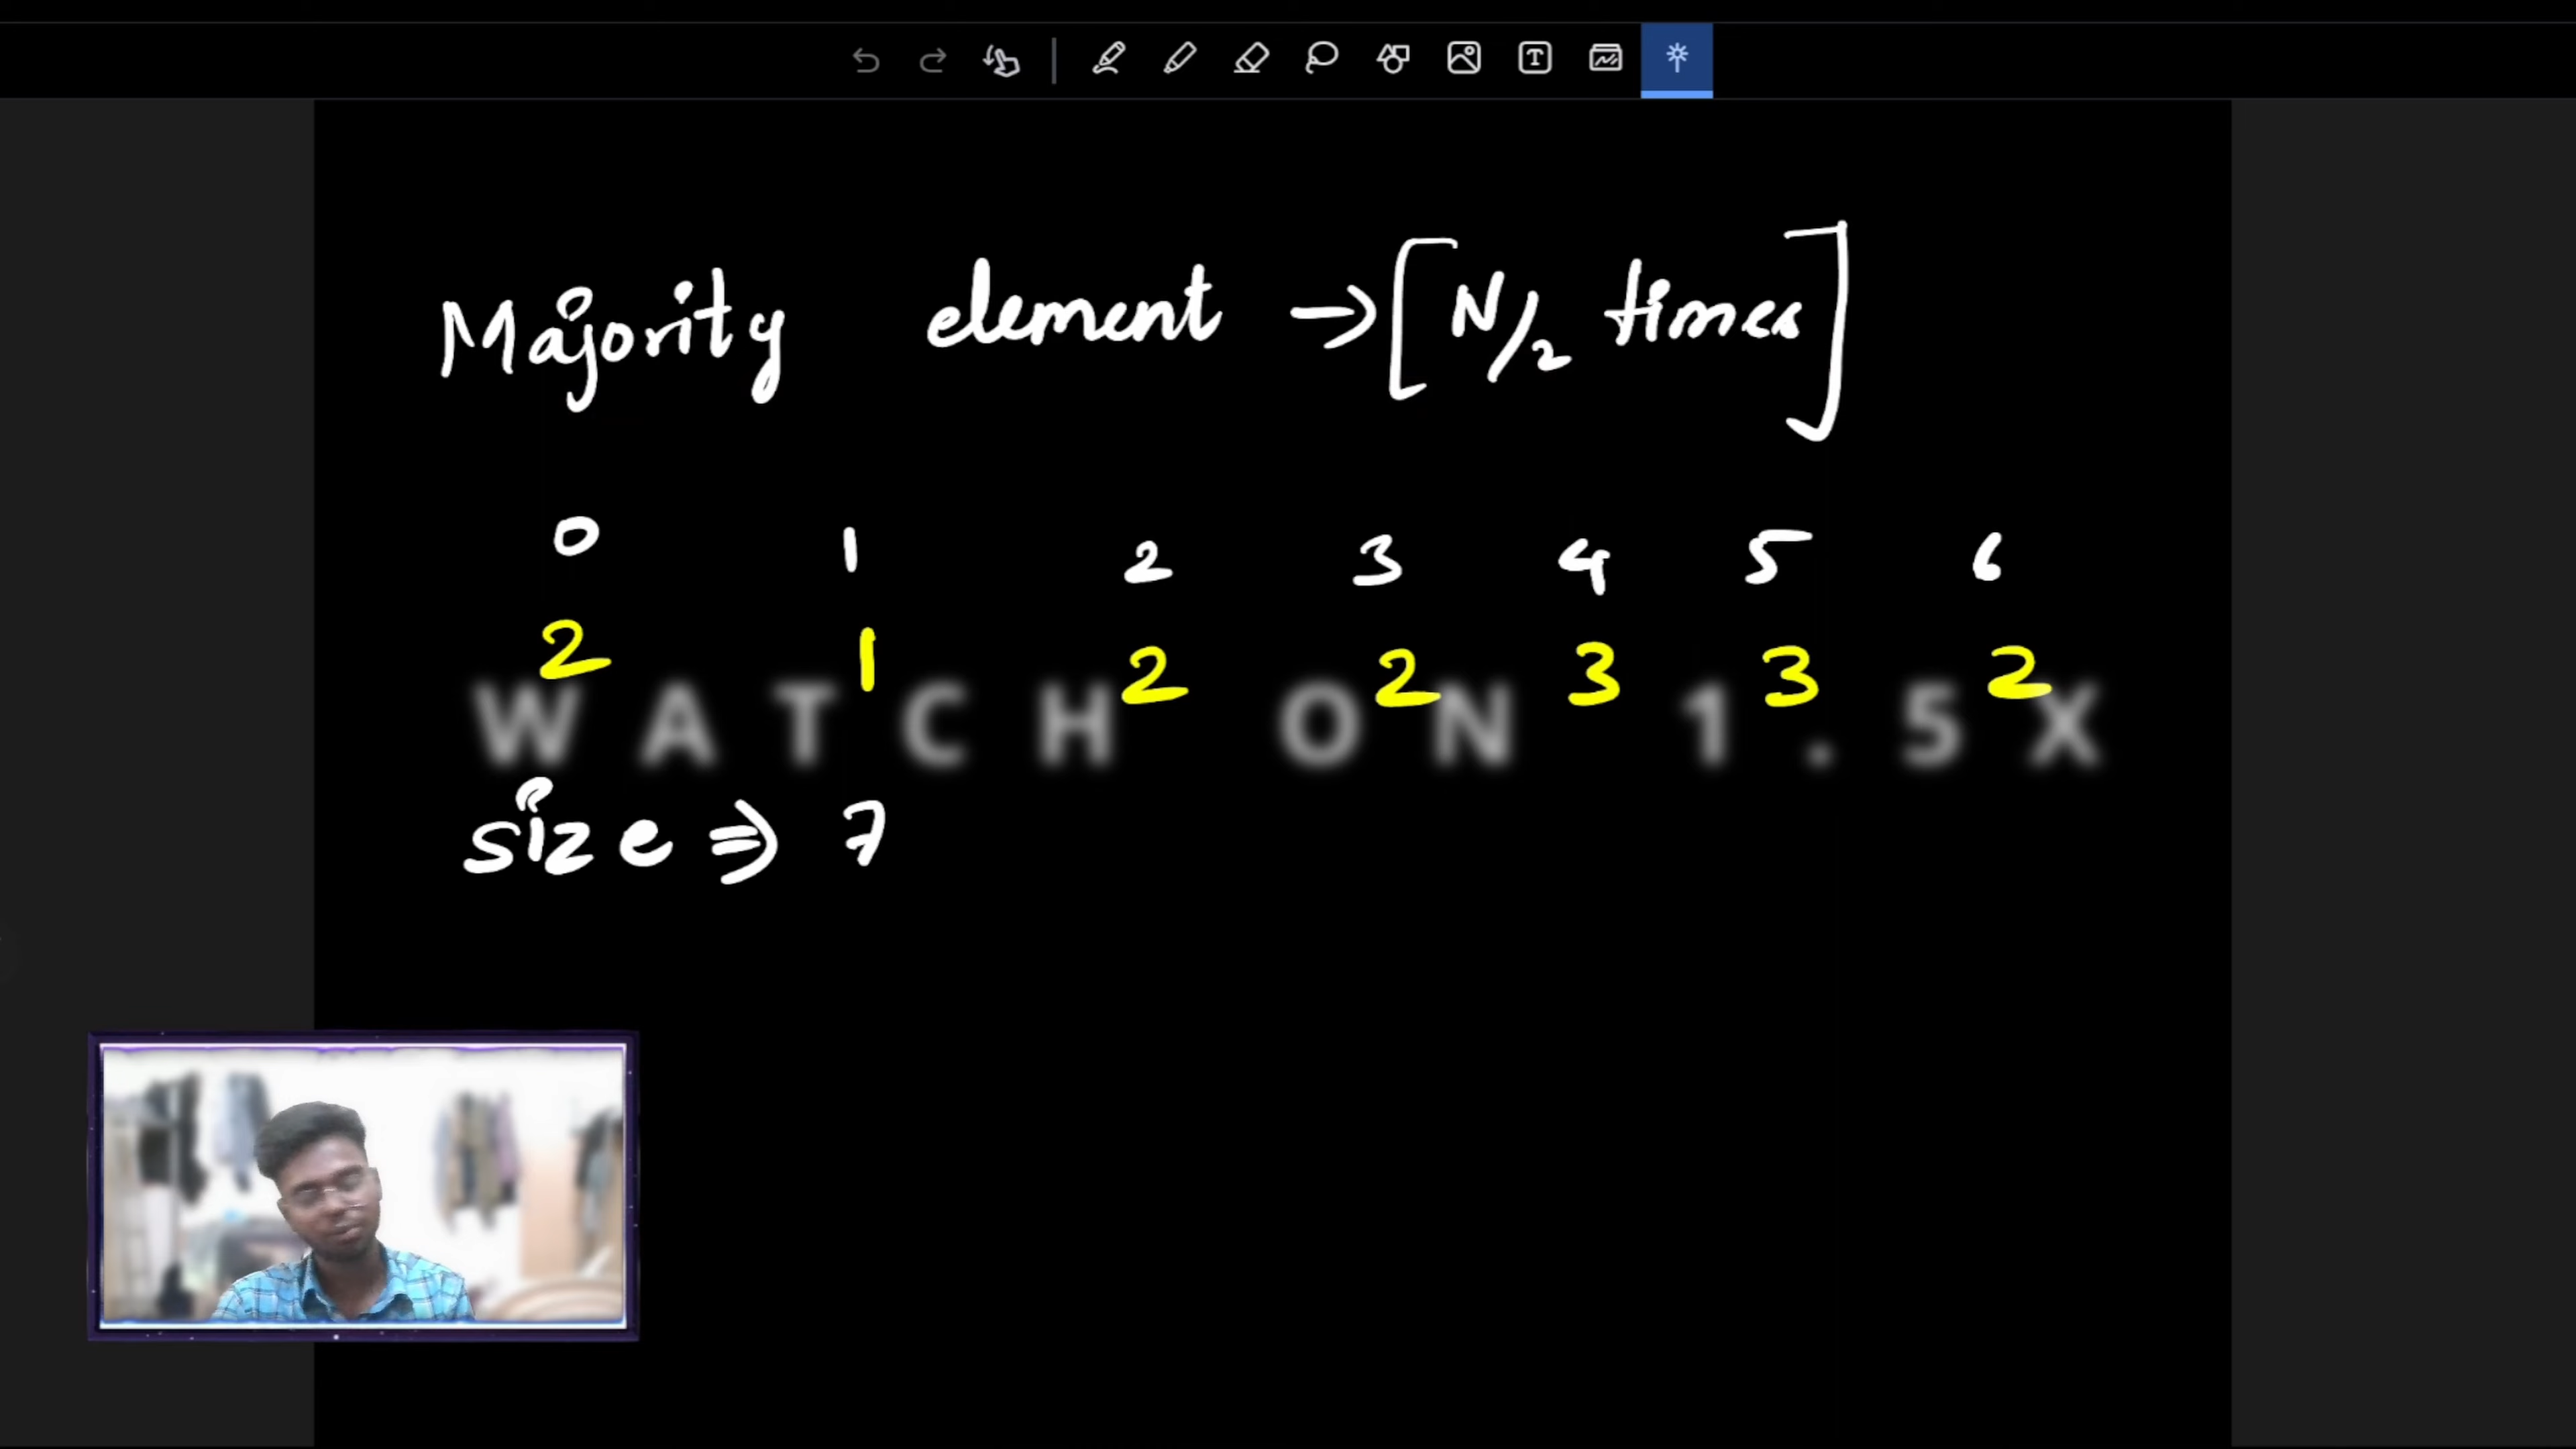 Majority element → [N/2 times]
0 1 2 3 4 5 6
2 1 2 2 3 3 2
WATCH ON 1.5X
size ⇒ 7